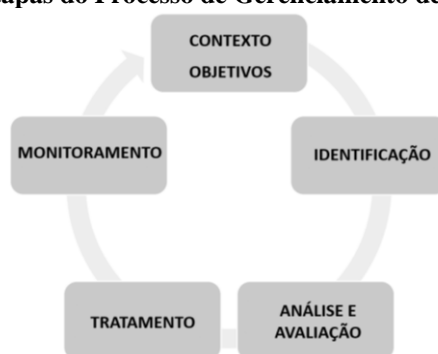 apas do Processo de Gerenciamento de
CONTEXTO
OBJETIVOS
MONITORAMENTO
IDENTIFICAÇÃO
TRATAMENTO
ANÁLISE E
AVALIAÇÃO